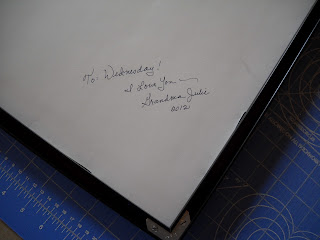 To: Wednesday!
I Love You ~
Grandma Julie
2012